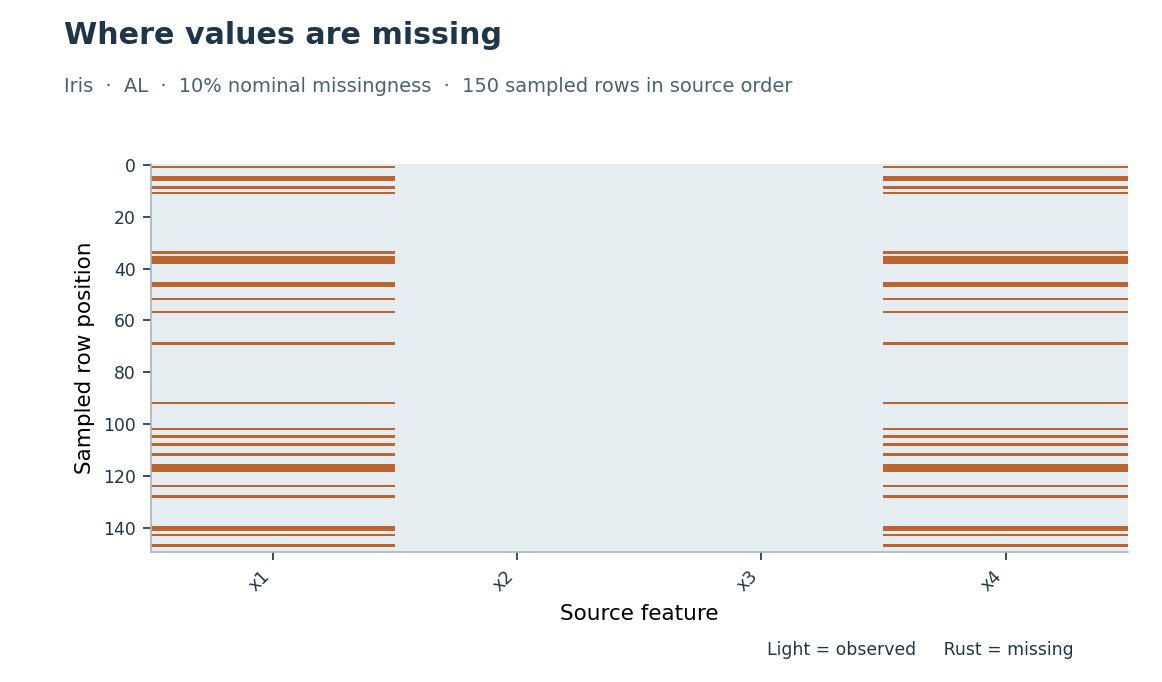 Where values are missing
Iris · AL · 10% nominal missingness · 150 sampled rows in source order
0
20
40
60
80
100
120
140
Sampled row position
x1 x2 x3 x4
Source feature
Light = observed Rust = missing